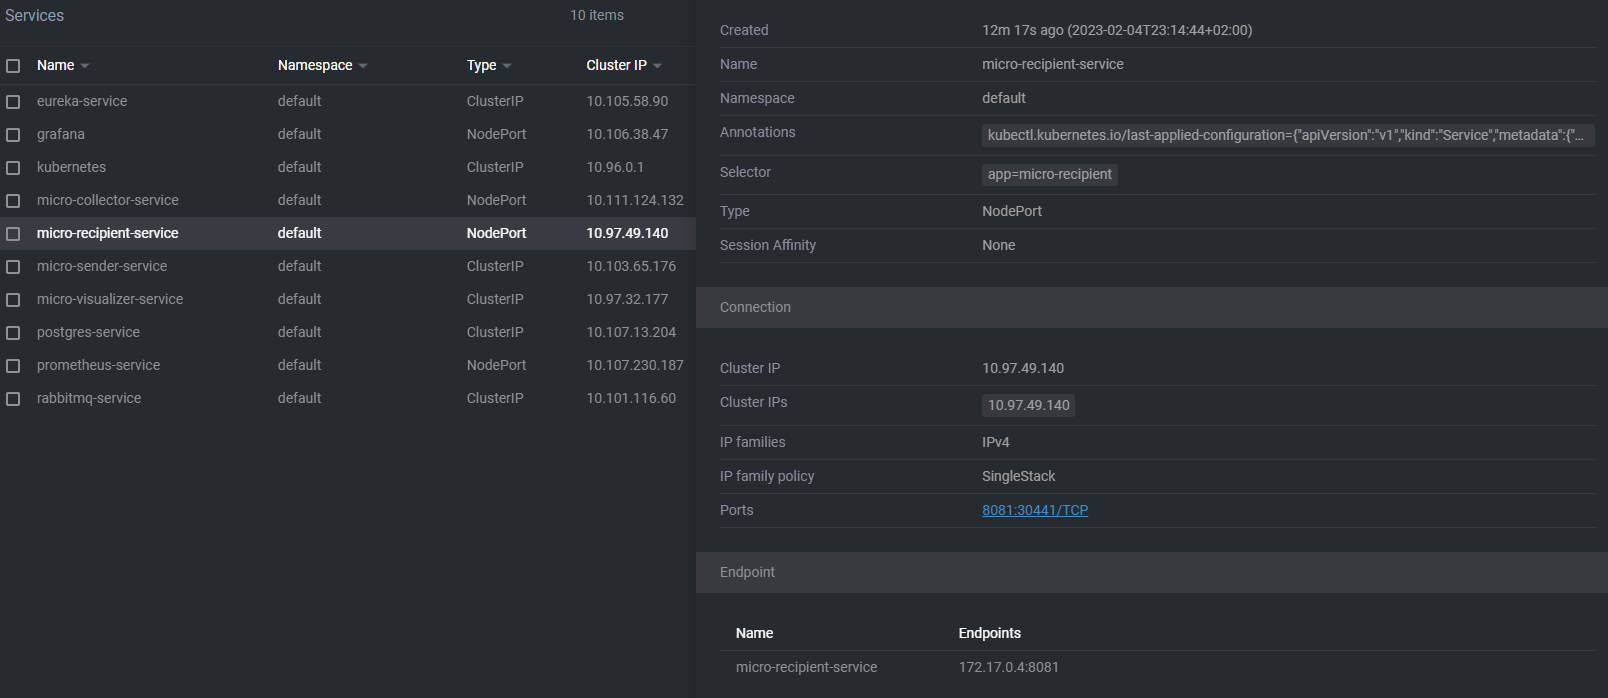 Services 10 items
Name Namespace Type Cluster IP
eureka-service default ClusterIP 10.105.58.90
grafana default NodePort 10.106.38.47
kubernetes default ClusterIP 10.96.0.1
micro-collector-service default NodePort 10.111.124.132
micro-recipient-service default NodePort 10.97.49.140
micro-sender-service default ClusterIP 10.103.65.176
micro-visualizer-service default ClusterIP 10.97.32.177
postgres-service default ClusterIP 10.107.13.204
prometheus-service default NodePort 10.107.230.187
rabbitmq-service default ClusterIP 10.101.116.60
Created 12m 17s ago (2023-02-04T23:14:44+02:00)
Name micro-recipient-service
Namespace default
Annotations kubectl.kubernetes.io/last-applied-configuration={"apiVersion":"v1","kind":"Service","metadata":{"...
Selector app=micro-recipient
Type NodePort
Session Affinity None
Connection
Cluster IP 10.97.49.140
Cluster IPs 10.97.49.140
IP families IPv4
IP family policy SingleStack
Ports 8081:30441/TCP
Endpoint
Name Endpoints
micro-recipient-service 172.17.0.4:8081